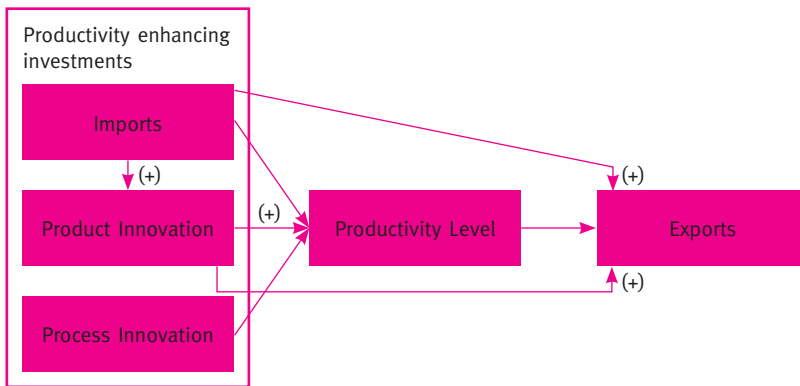 Productivity enhancing
investments
Imports
(+)
(+)
Product Innovation
(+)
Productivity Level
Exports
(+)
Process Innovation